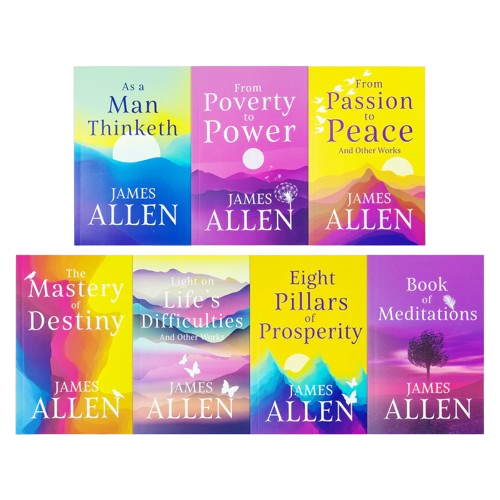 As a
Man
Thinketh
JAMES
ALLEN
From
Poverty
to
Power
JAMES
ALLEN
From
Passion
to
Peace
And Other Works
JAMES
ALLEN
The
Mastery
of
Destiny
JAMES
ALLEN
Light on
Life's
Difficulties
And Other Works
JAMES
ALLEN
Eight
Pillars
of
Prosperity
JAMES
ALLEN
Book
of
Meditations
JAMES
ALLEN